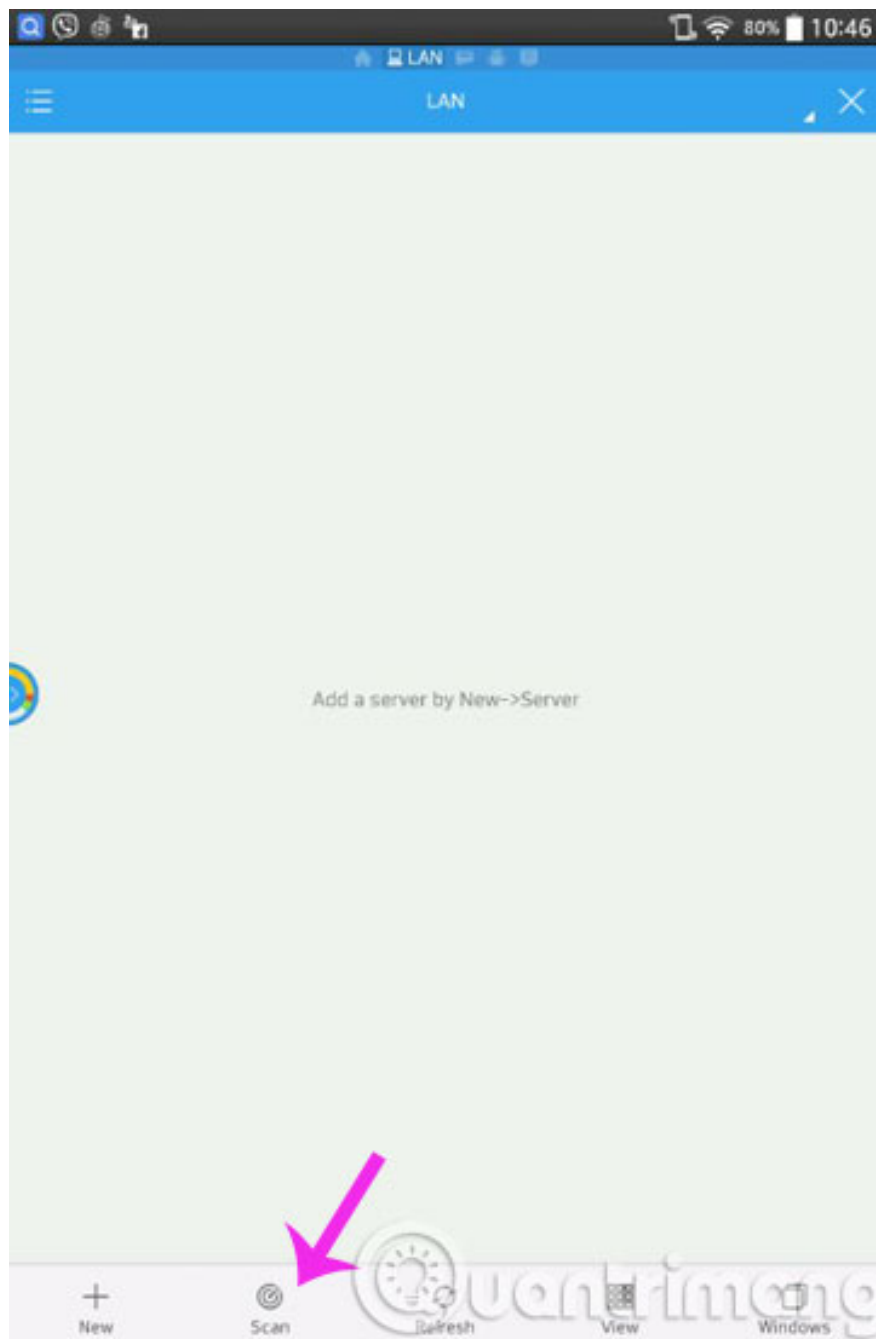 80% 10:46
LAN
LAN
Add a server by New->Server
New Scan Refresh View Windows
Quantrimang